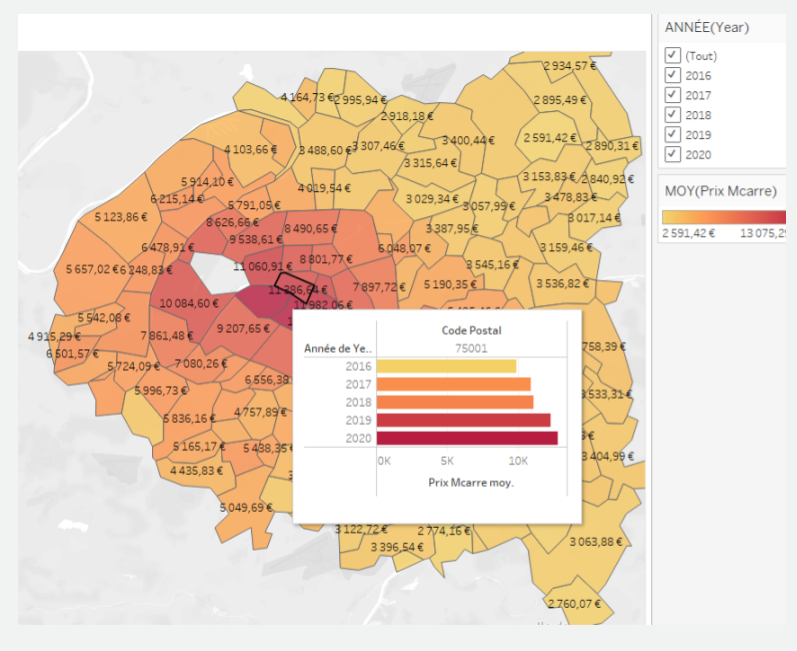 ANNÉE(Year)
(Tout)
2016
2017
2018
2019
2020
MOY(Prix Mcarre)
2 591,42 €
13 075,2
2 934,57 €
4 164,73 €
2 995,94 €
2 895,49 €
2 918,18 €
4 103,66 €
3 488,60 €
3 307,46 €
3 400,44 €
2 591,42 €
2 890,31 €
3 315,64 €
5 914,10 €
4 019,54 €
3 153,83 €
2 840,92 €
6 215,14 €
5 791,05 €
3 029,34 €
3 057,99 €
3 478,83 €
5 123,86 €
8 626,66 €
8 490,65 €
3 387,95 €
3 017,14 €
6 478,91 €
9 538,61 €
6 048,07 €
3 159,46 €
5 657,02 €
6 248,83 €
11 060,91 €
8 801,77 €
3 545,16 €
10 084,60 €
7 897,72 €
5 190,35 €
3 536,82 €
11 982,06 €
5 542,08 €
4 915,29 €
7 861,48 €
9 207,65 €
6 501,57 €
5 724,09 €
7 080,26 €
6 556,38
758,39 €
5 996,73 €
3 533,31 €
5 836,16 €
4 757,89 €
5 165,17 €
5 438,35
3 404,99 €
4 435,83 €
5 049,69 €
3 122,72 €
2 774,16 €
3 396,54 €
3 063,88 €
2 760,07 €
Code Postal
Année de Ye..
75001
2016
2017
2018
2019
2020
0K
5K
10K
Prix Mcarre moy.